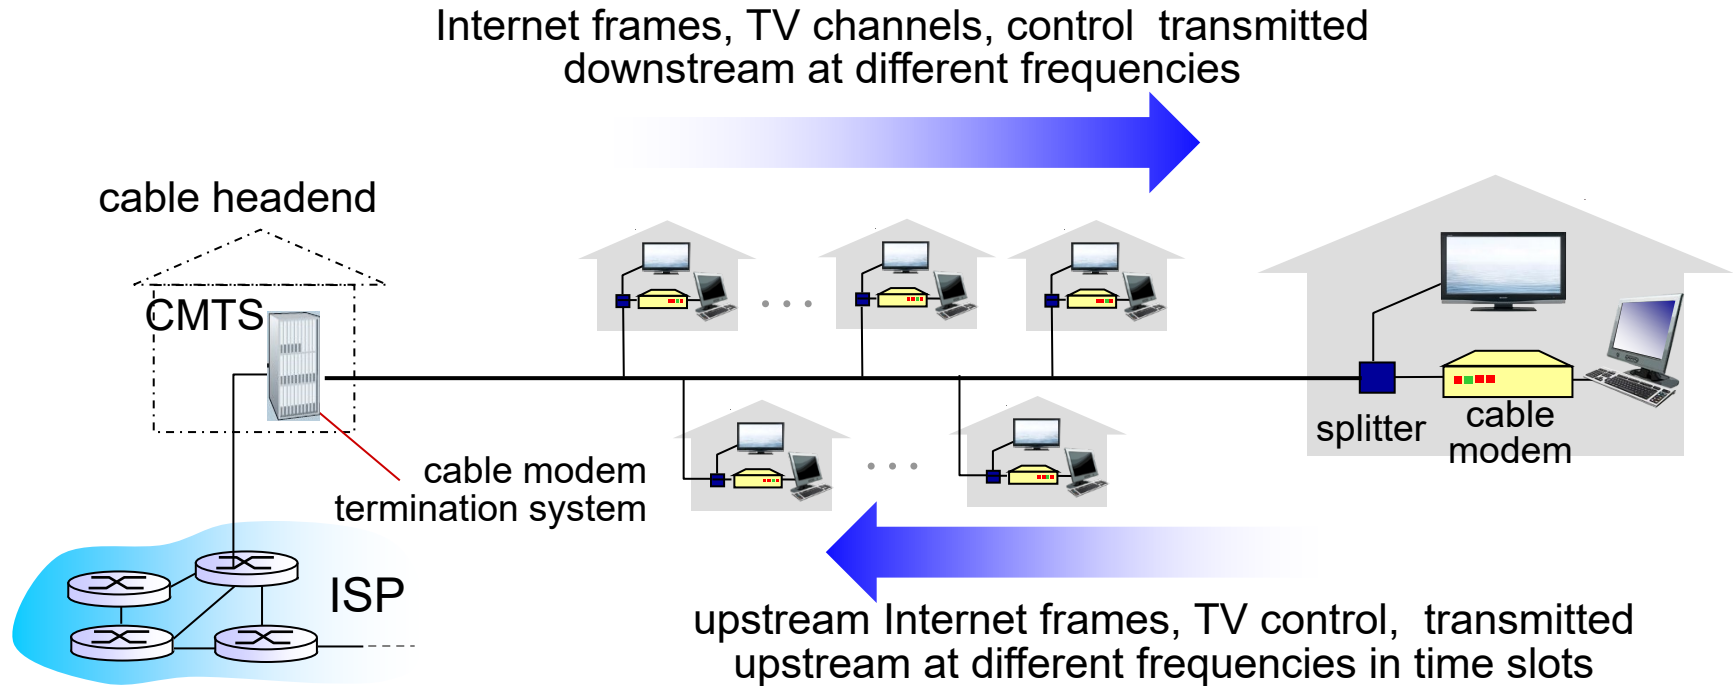 Internet frames, TV channels, control  transmitted
downstream at different frequencies
cable headend
CMTS
cable modem
termination system
splitter
cable
modem
ISP
upstream Internet frames, TV control,  transmitted
upstream at different frequencies in time slots